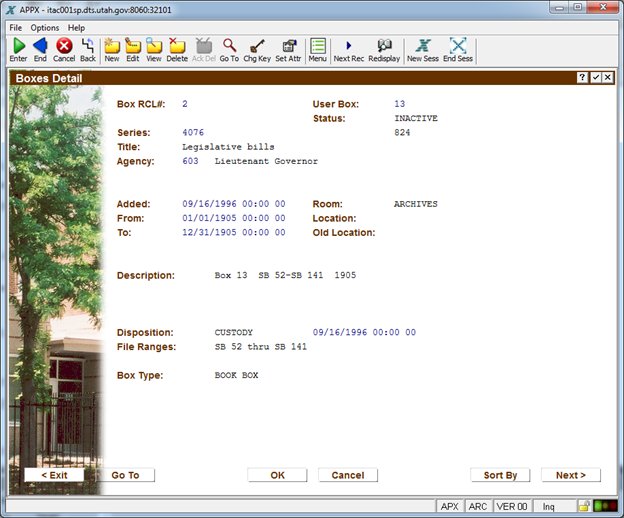 APPX - itac001sp.dts.utah.gov:8060:32101
File Options Help
Enter End Cancel Back New Edit View Delete Ack Del Go To Chg Key Set Attr Menu Next Rec Redisplay New Sess End Sess
Boxes Detail
Box RCL#: 2 User Box: 13
Status: INACTIVE
Series: 4076 824
Title: Legislative bills
Agency: 603 Lieutenant Governor
Added: 09/16/1996 00:00 00 Room: ARCHIVES
From: 01/01/1905 00:00 00 Location:
To: 12/31/1905 00:00 00 Old Location:
Description: Box 13 SB 52-SB 141 1905
Disposition: CUSTODY 09/16/1996 00:00 00
File Ranges: SB 52 thru SB 141
Box Type: BOOK BOX
< Exit Go To OK Cancel Sort By Next >
APX ARC VER 00 Inq